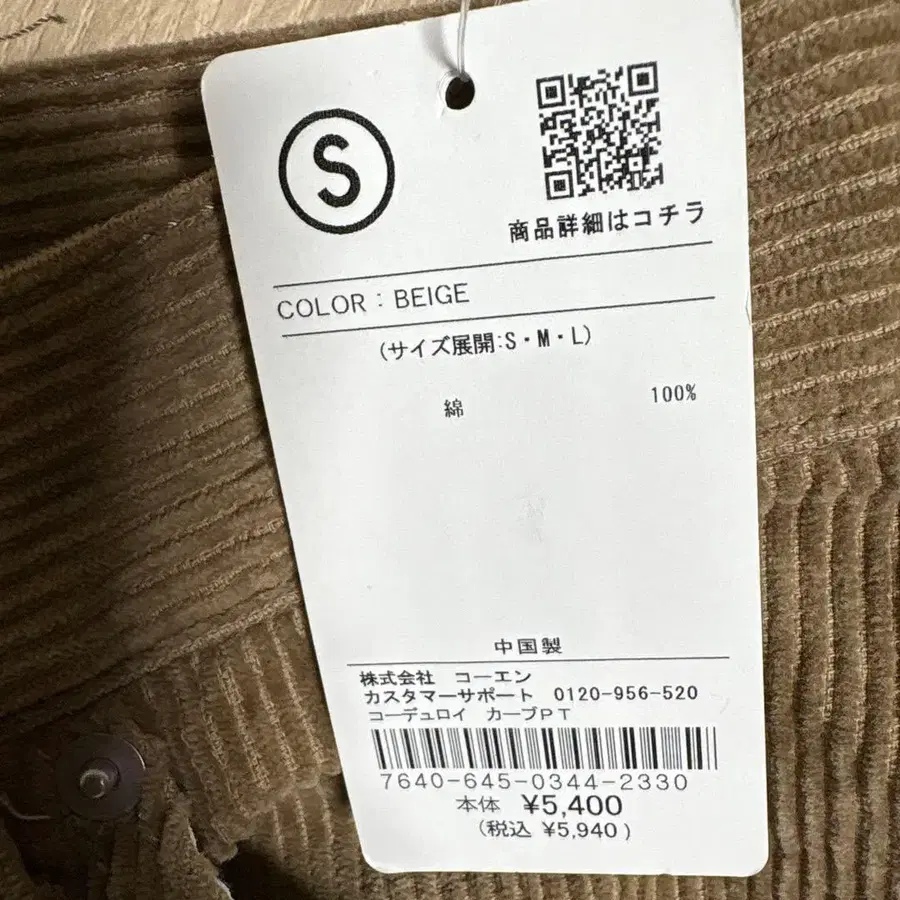 S
商品詳細はコチラ
COLOR : BEIGE
(サイズ展開:S・M・L)
綿 100%
中国製
株式会社 コーエン
カスタマーサポート 0120-956-520
コーデュロイ カーブPT
7640-645-0344-2330
本体 ¥5,400
(税込 ¥5,940)